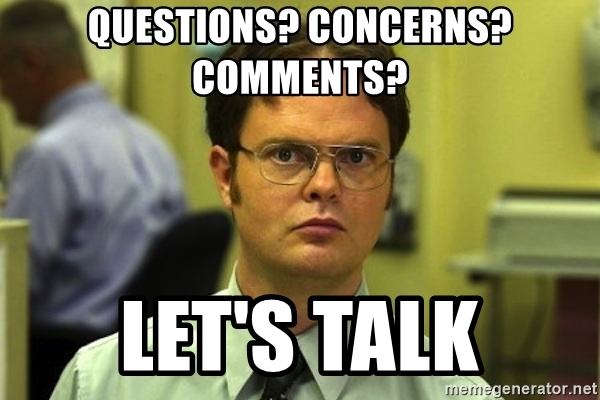 QUESTIONS? CONCERNS?
COMMENTS?
LET'S TALK
memegenerator.net